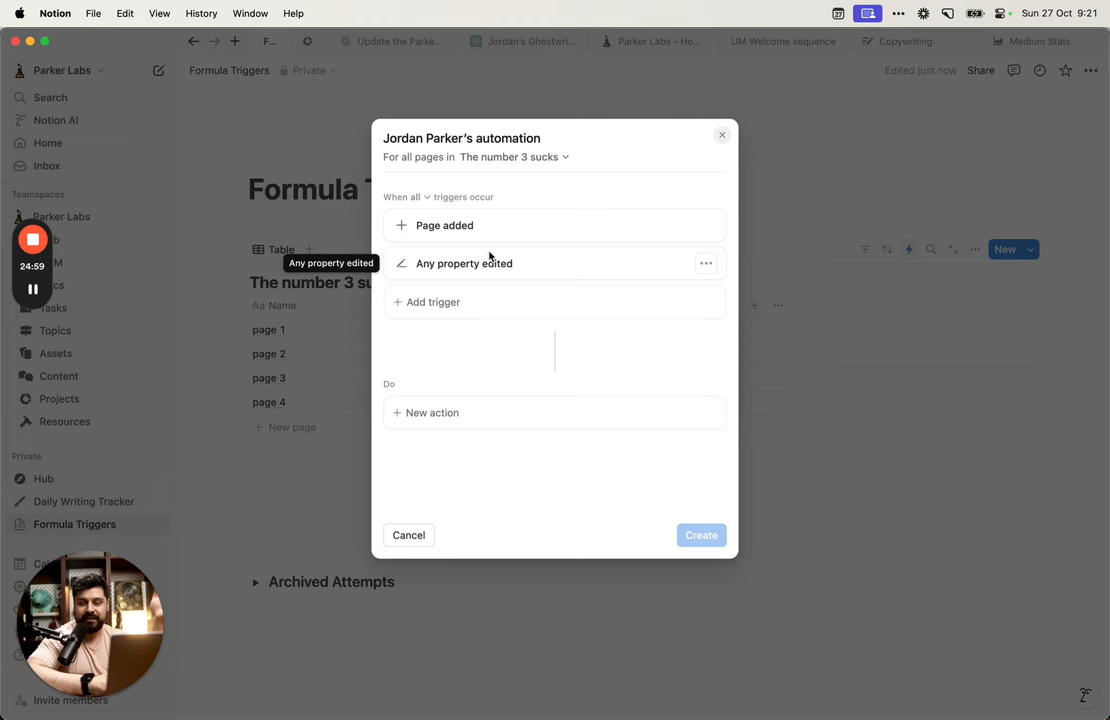 Notion File Edit View History Window Help
27 Sun 27 Oct 9:21
F... Update the Parke... Jordan's Ghostwri... Parker Labs - Ho... UM Welcome sequence Copywriting Medium Stats
Parker Labs
Formula Triggers Private
Edited just now Share
Search
Notion AI
Home
Inbox
Teamspaces
Parker Labs
Tasks
Topics
Assets
Content
Projects
Resources
Private
Hub
Daily Writing Tracker
Formula Triggers
Invite members
24:59
Formula
Table
New
The number 3 su
Aa Name
page 1
page 2
page 3
page 4
New page
Archived Attempts
Any property edited
Jordan Parker's automation
For all pages in The number 3 sucks
When all triggers occur
Page added
Any property edited
Add trigger
Do
New action
Cancel
Create